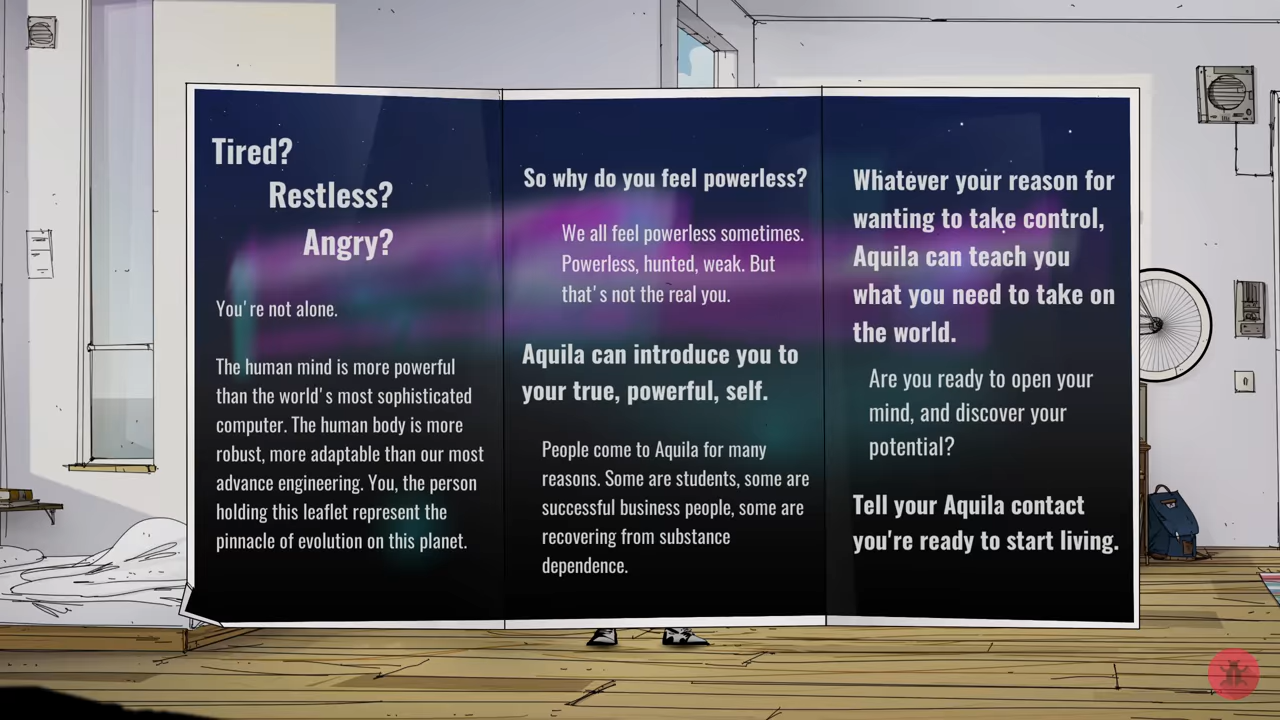 Tired?
Restless?
Angry?
You're not alone.
The human mind is more powerful
than the world's most sophisticated
computer. The human body is more
robust, more adaptable than our most
advance engineering. You, the person
holding this leaflet represent the
pinnacle of evolution on this planet.
So why do you feel powerless?
We all feel powerless sometimes.
Powerless, hunted, weak. But
that's not the real you.
Aquila can introduce you to
your true, powerful, self.
People come to Aquila for many
reasons. Some are students, some are
successful business people, some are
recovering from substance
dependence.
Whatever your reason for
wanting to take control,
Aquila can teach you
what you need to take on
the world.
Are you ready to open your
mind, and discover your
potential?
Tell your Aquila contact
you're ready to start living.